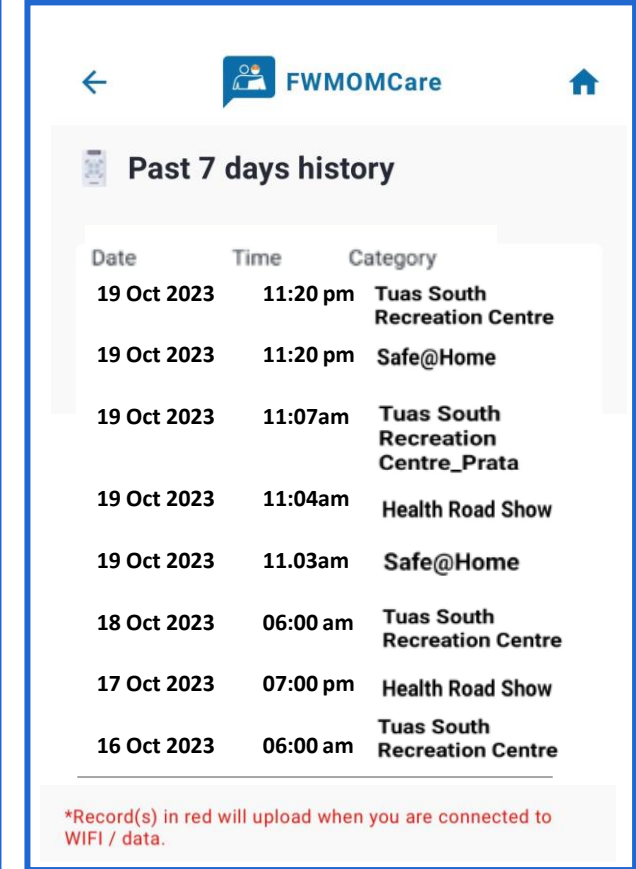 FWMOMCare
Past 7 days history
Date Time Category
19 Oct 2023 11:20 pm Tuas South
Recreation Centre
19 Oct 2023 11:20 pm Safe@Home
19 Oct 2023 11:07am Tuas South
Recreation
Centre_Prata
19 Oct 2023 11:04am Health Road Show
19 Oct 2023 11.03am Safe@Home
18 Oct 2023 06:00 am Tuas South
Recreation Centre
17 Oct 2023 07:00 pm Health Road Show
Tuas South
16 Oct 2023 06:00 am Recreation Centre
*Record(s) in red will upload when you are connected to
WIFI / data.